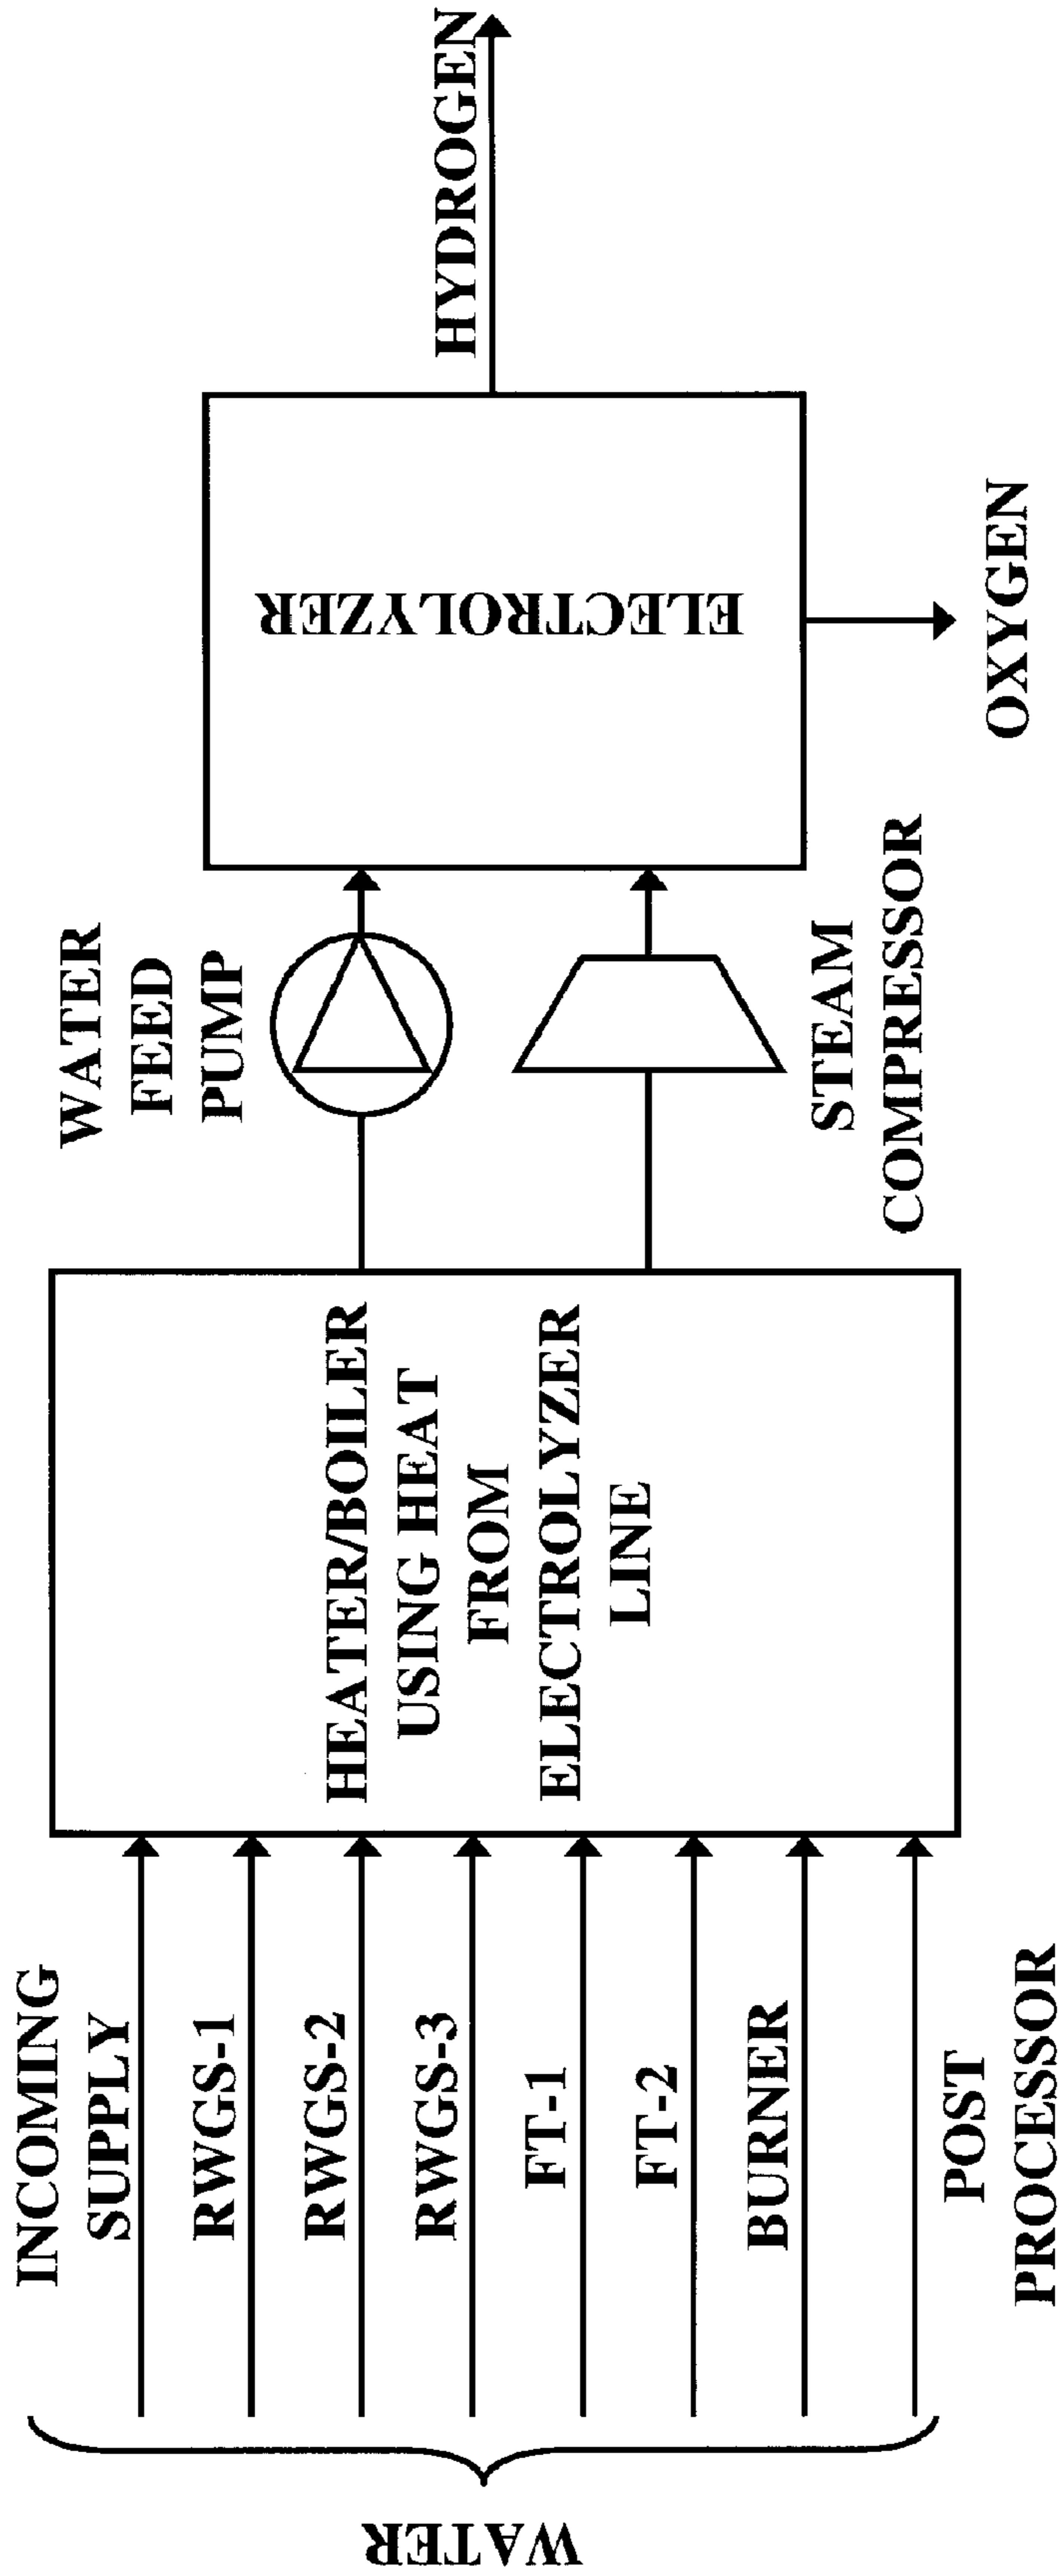 WATER
INCOMING
SUPPLY
RWGS-1
RWGS-2
RWGS-3
FT-1
FT-2
BURNER
POST
PROCESSOR
HEATER/BOILER
USING HEAT
FROM
ELECTROLYZER
LINE
WATER
FEED
PUMP
STEAM
COMPRESSOR
ELECTROLYZER
HYDROGEN
OXYGEN